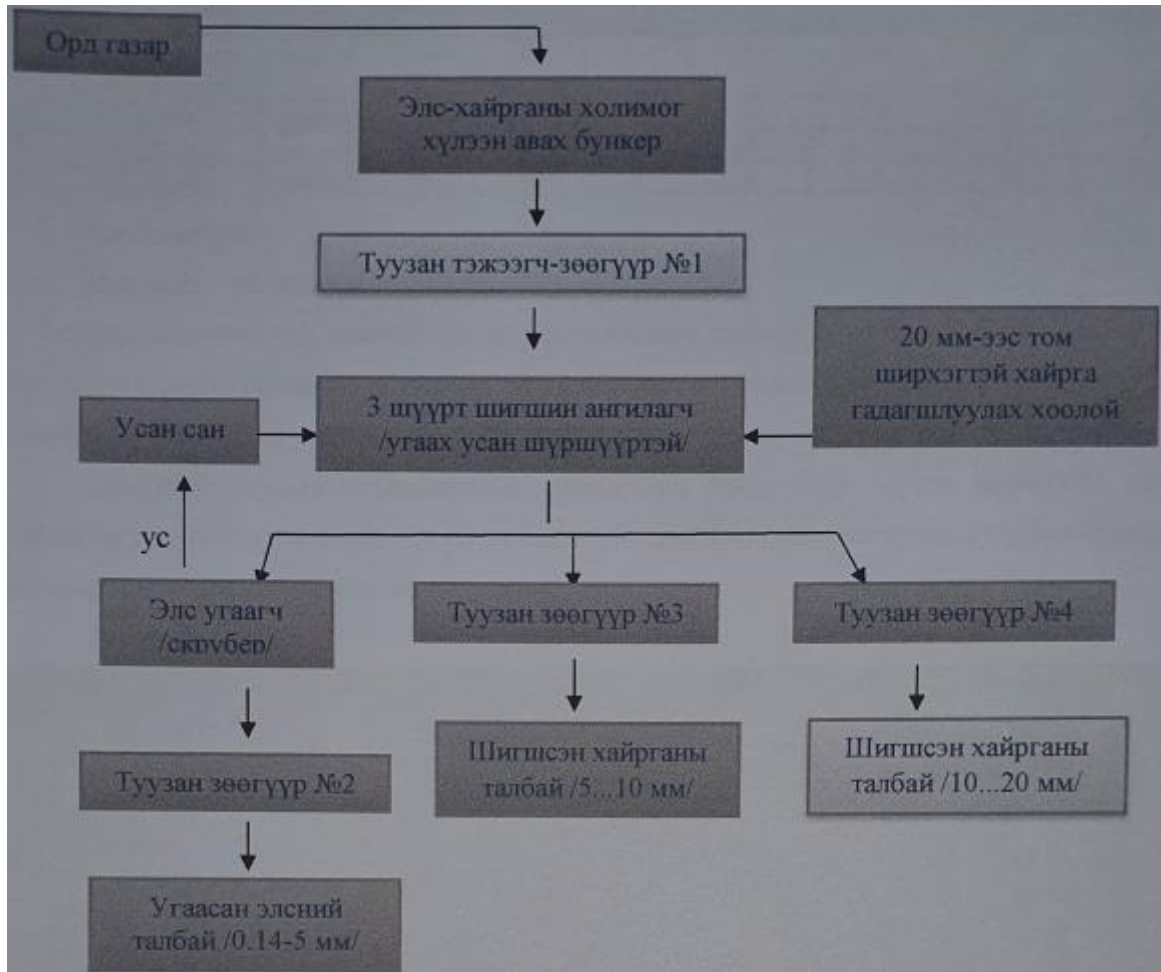 Орд газар
Элс-хайрганы холимог
хүлээн авах бункер
Туузан тэжээгч-зөөгүүр №1
20 мм-ээс том
ширхэгтэй хайрга
гадагшлуулах хоолой
Усан сан
3 шүүрт шигшин ангилагч
/угаах усан шүршүүртэй/
ус
Элс угаагч
/скрубер/
Туузан зөөгүүр №3
Туузан зөөгүүр №4
Туузан зөөгүүр №2
Шигшсэн хайрганы
талбай /5...10 мм/
Шигшсэн хайрганы
талбай /10...20 мм/
Угаасан элсний
талбай /0.14-5 мм/